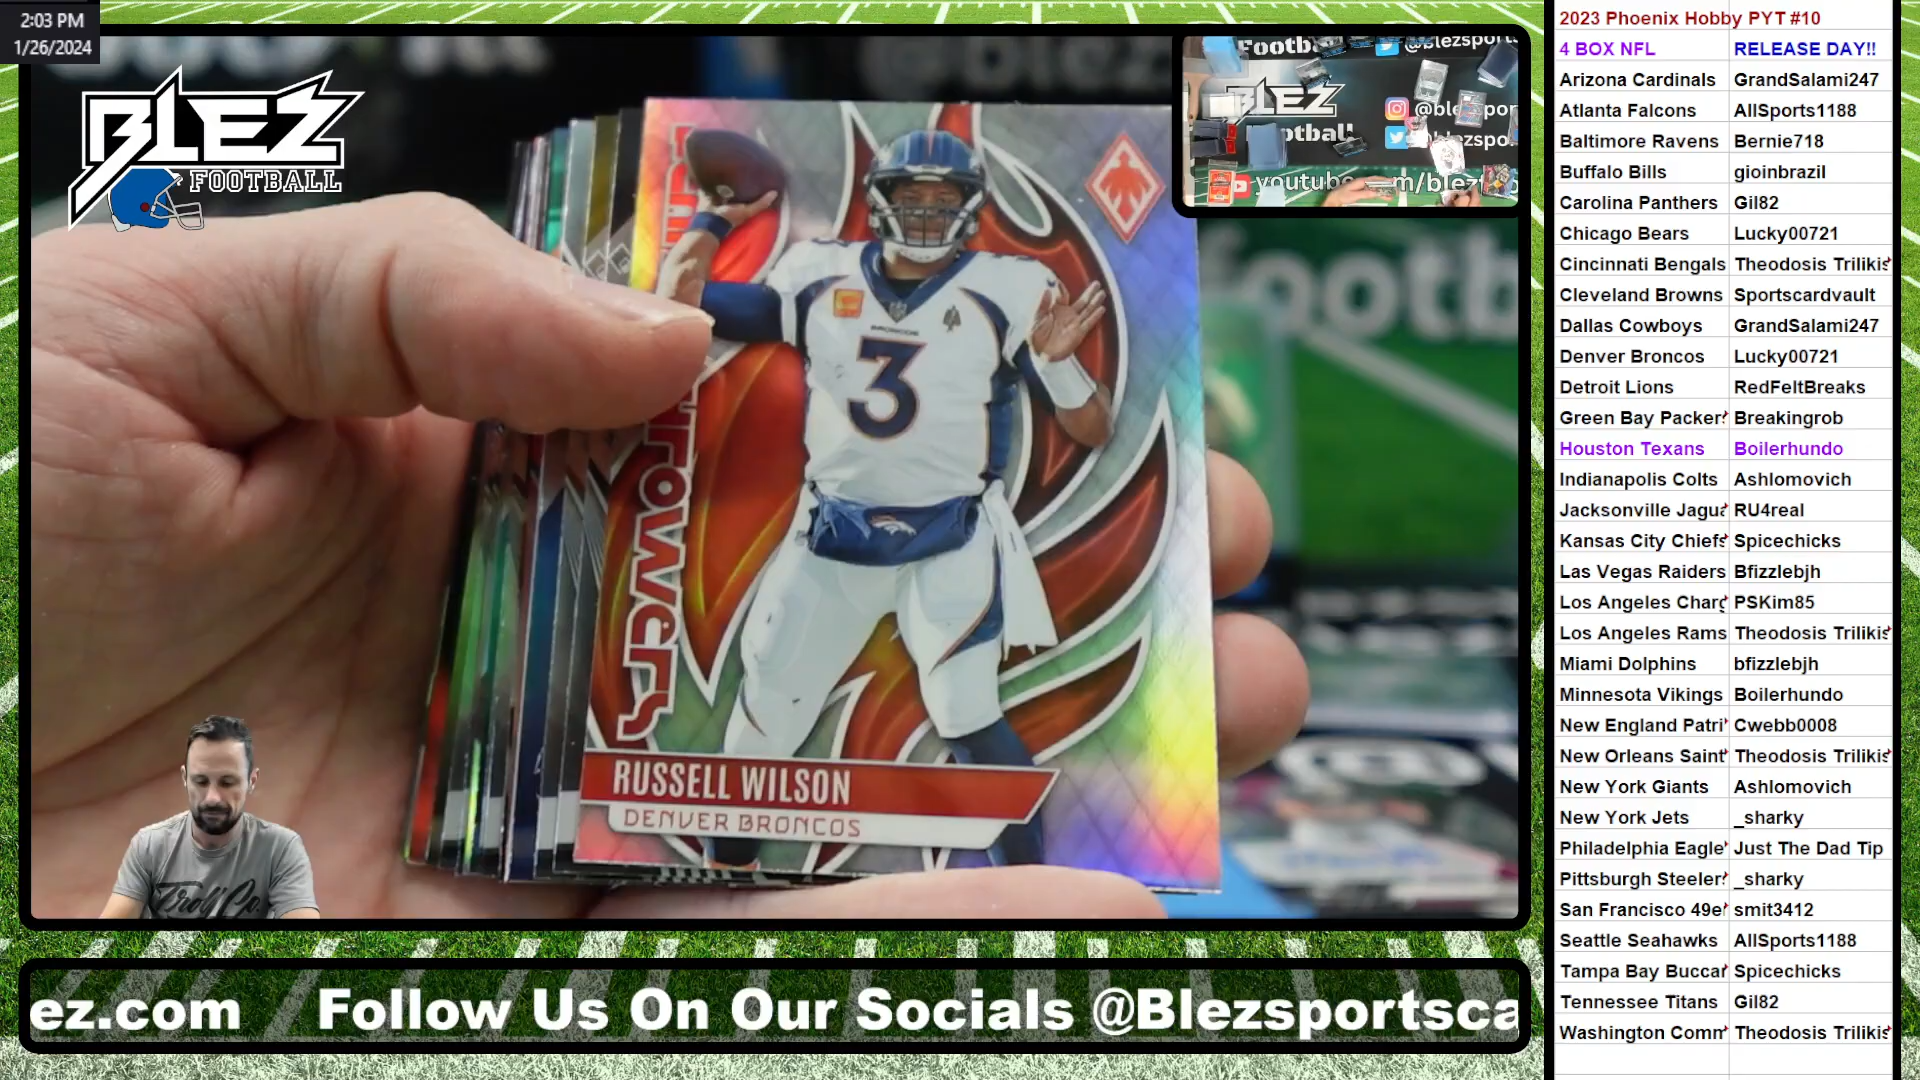 2:03 PM
1/26/2024
BLEZ
FOOTBALL
3
RUSSELL WILSON
DENVER BRONCOS
BRONCOS
BLEZ
@blezsports
youtube
ez.com Follow Us On Our Socials @Blezsportsca
2023 Phoenix Hobby PYT #10
4 BOX NFL RELEASE DAY!!
Arizona Cardinals GrandSalami247
Atlanta Falcons AllSports1188
Baltimore Ravens Bernie718
Buffalo Bills gioinbrazil
Carolina Panthers Gil82
Chicago Bears Lucky00721
Cincinnati Bengals Theodosis Trilikis
Cleveland Browns Sportscardvault
Dallas Cowboys GrandSalami247
Denver Broncos Lucky00721
Detroit Lions RedFeltBreaks
Green Bay Packer Breakingrob
Houston Texans Boilerhundo
Indianapolis Colts Ashlomovich
Jacksonville Jagua RU4real
Kansas City Chiefs Spicechicks
Las Vegas Raiders Bfizzlebjh
Los Angeles Charg PSKim85
Los Angeles Rams Theodosis Trilikis
Miami Dolphins bfizzlebjh
Minnesota Vikings Boilerhundo
New England Patri Cwebb0008
New Orleans Saint Theodosis Trilikis
New York Giants Ashlomovich
New York Jets _sharky
Philadelphia Eagle Just The Dad Tip
Pittsburgh Steeler _sharky
San Francisco 49e smit3412
Seattle Seahawks AllSports1188
Tampa Bay Buccar Spicechicks
Tennessee Titans Gil82
Washington Comm Theodosis Trilikis